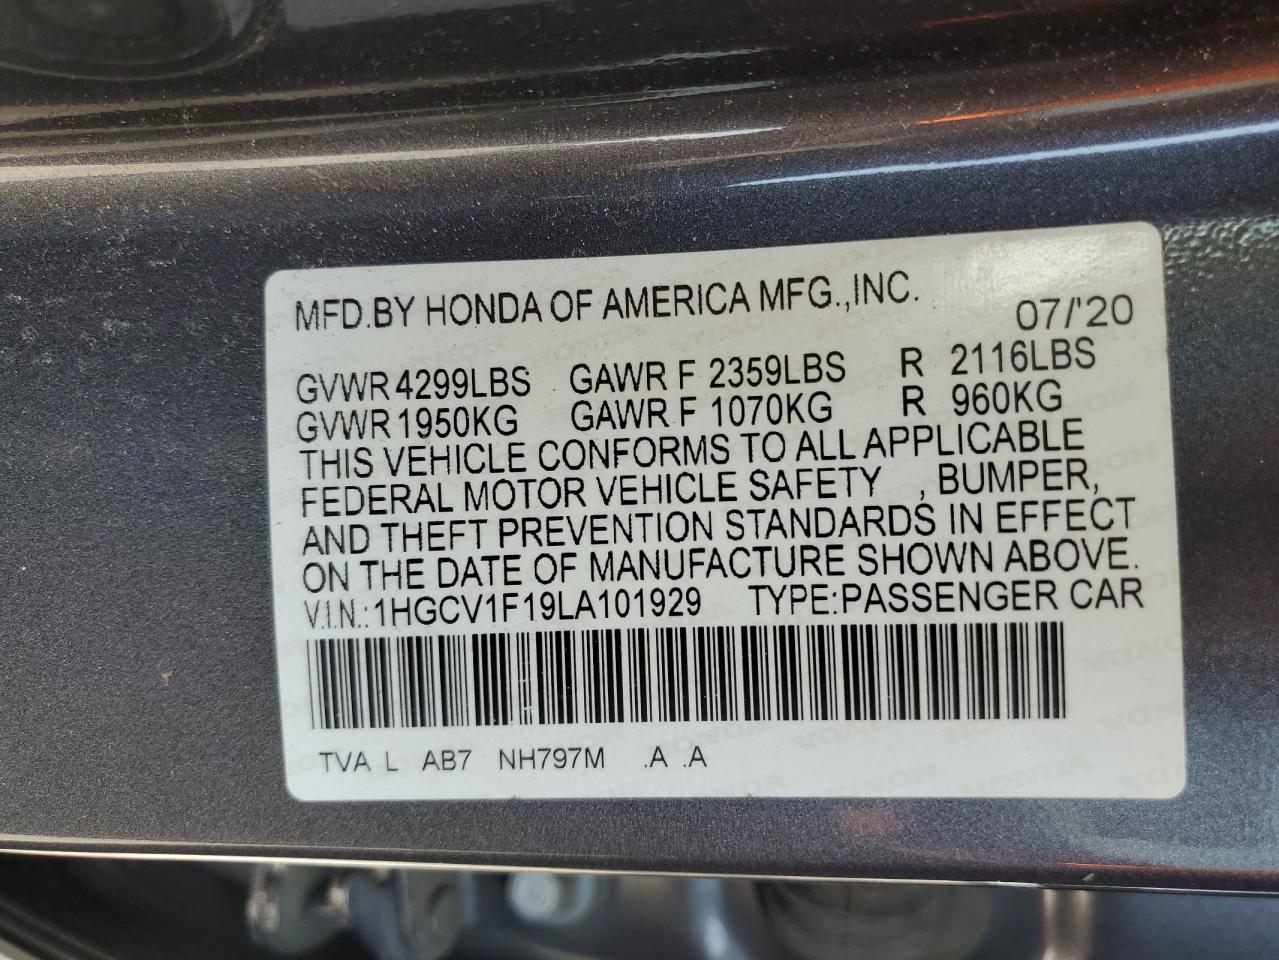 MFD.BY HONDA OF AMERICA MFG.,INC.
07/'20
GVWR 4299LBS GAWR F 2359LBS R 2116LBS
GVWR 1950KG GAWR F 1070KG R 960KG
THIS VEHICLE CONFORMS TO ALL APPLICABLE
FEDERAL MOTOR VEHICLE SAFETY , BUMPER,
AND THEFT PREVENTION STANDARDS IN EFFECT
ON THE DATE OF MANUFACTURE SHOWN ABOVE.
V.I.N.: 1HGCV1F19LA101929 TYPE:PASSENGER CAR
TVA L AB7 NH797M .A .A